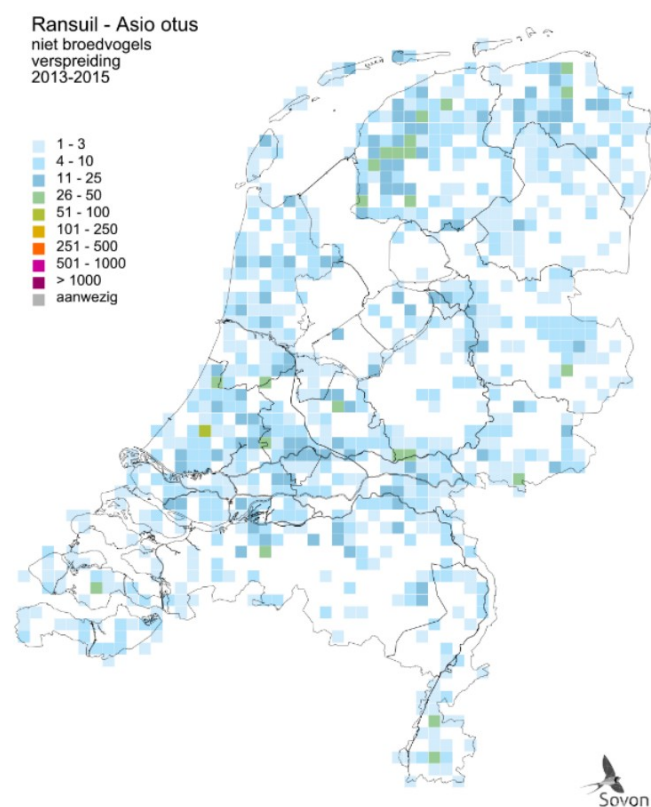 Ransuil - Asio otus
niet broedvogels
verspreiding
2013-2015
1 - 3
4 - 10
11 - 25
26 - 50
51 - 100
101 - 250
251 - 500
501 - 1000
> 1000
aanwezig
Sovon